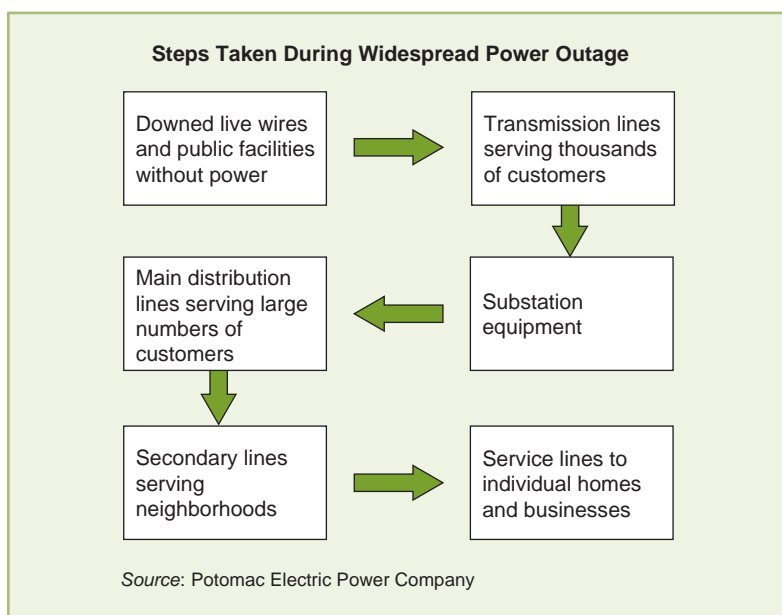 Steps Taken During Widespread Power Outage
Downed live wires
and public facilities
without power
Transmission lines
serving thousands
of customers
Substation
equipment
Main distribution
lines serving large
numbers of
customers
Secondary lines
serving
neighborhoods
Service lines to
individual homes
and businesses
Source: Potomac Electric Power Company